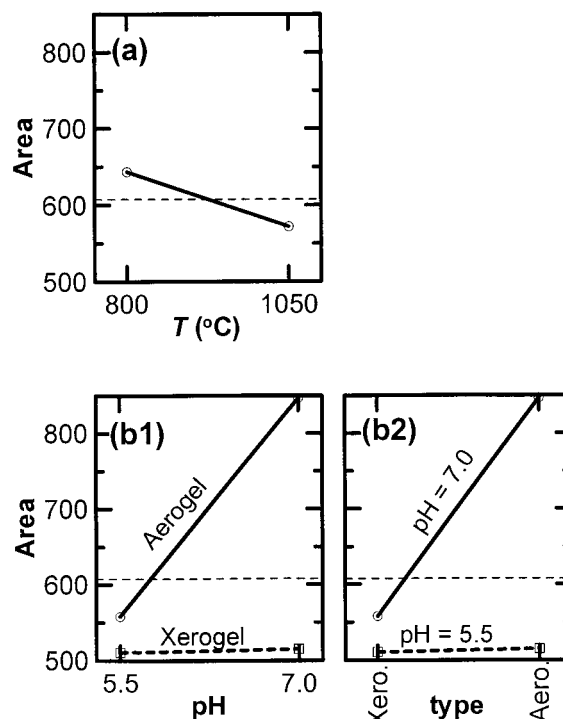 (a)
Area
800
700
600
500
800 1050
T (°C)
(b1)
Area
800
700
600
500
Aerogel
Xerogel
5.5 7.0
pH
(b2)
pH = 7.0
pH = 5.5
Xero.
type
Aero.